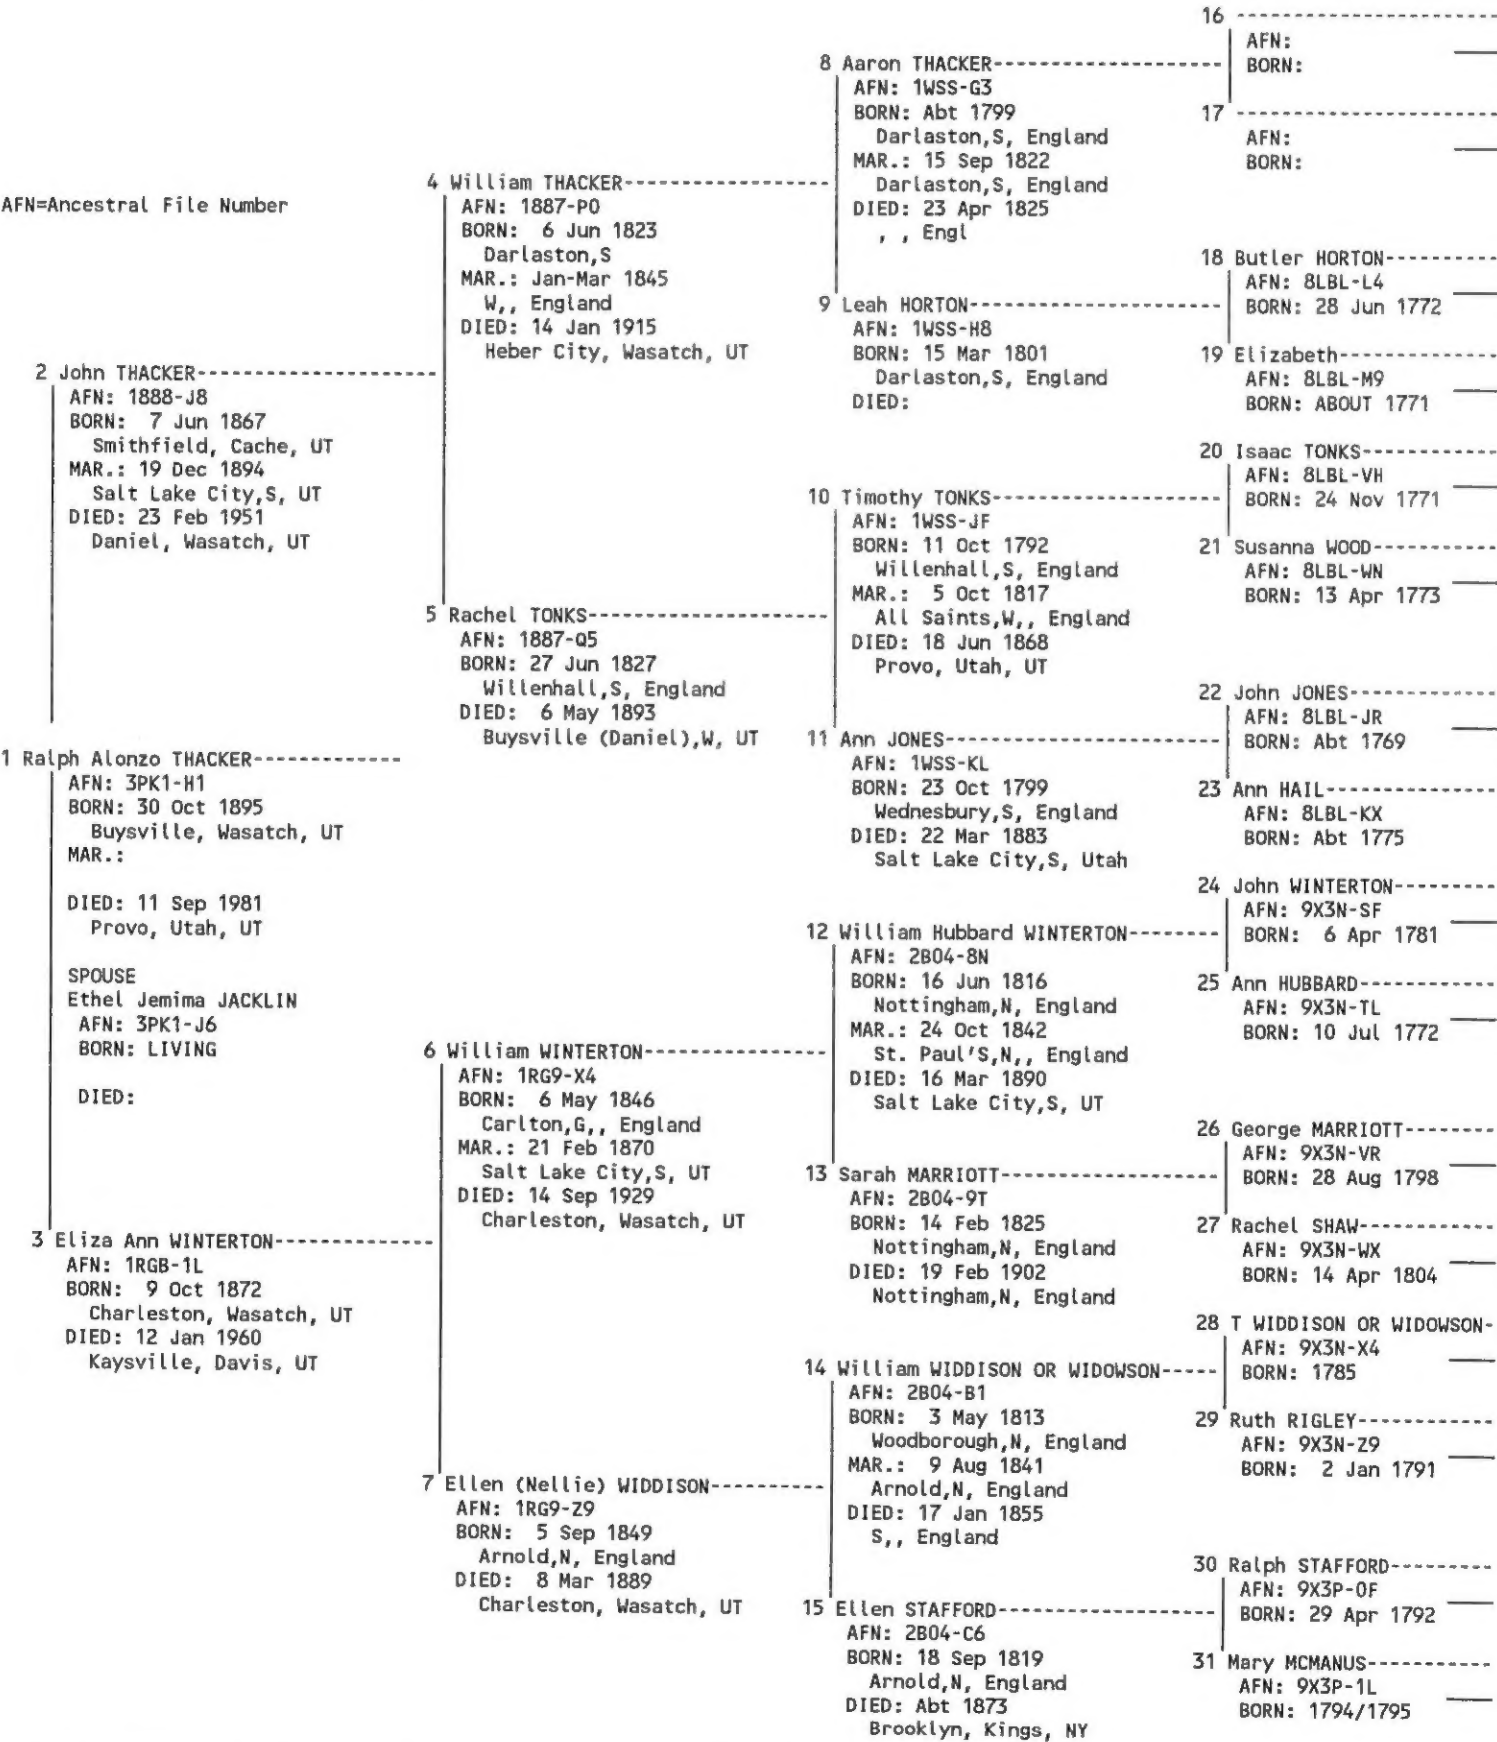 AFN=Ancestral File Number
1 Ralph Alonzo THACKER-------------
AFN: 3PK1-H1
BORN: 30 Oct 1895
Buysville, Wasatch, UT
MAR.:
DIED: 11 Sep 1981
Provo, Utah, UT
SPOUSE
Ethel Jemima JACKLIN
AFN: 3PK1-J6
BORN: LIVING
DIED:
2 John THACKER---------------------
AFN: 1888-J8
BORN: 7 Jun 1867
Smithfield, Cache, UT
MAR.: 19 Dec 1894
Salt Lake City,S, UT
DIED: 23 Feb 1951
Daniel, Wasatch, UT
3 Eliza Ann WINTERTON--------------
AFN: 1RGB-1L
BORN: 9 Oct 1872
Charleston, Wasatch, UT
DIED: 12 Jan 1960
Kaysville, Davis, UT
4 William THACKER------------------
AFN: 1887-P0
BORN: 6 Jun 1823
Darlaston,S
MAR.: Jan-Mar 1845
W,, England
DIED: 14 Jan 1915
Heber City, Wasatch, UT
5 Rachel TONKS---------------------
AFN: 1887-Q5
BORN: 27 Jun 1827
Willenhall,S, England
DIED: 6 May 1893
Buysville (Daniel),W, UT
6 William WINTERTON----------------
AFN: 1RG9-X4
BORN: 6 May 1846
Carlton,G,, England
MAR.: 21 Feb 1870
Salt Lake City,S, UT
DIED: 14 Sep 1929
Charleston, Wasatch, UT
7 Ellen (Nellie) WIDDISON----------
AFN: 1RG9-Z9
BORN: 5 Sep 1849
Arnold,N, England
DIED: 8 Mar 1889
Charleston, Wasatch, UT
8 Aaron THACKER--------------------
AFN: 1WSS-G3
BORN: Abt 1799
Darlaston,S, England
MAR.: 15 Sep 1822
Darlaston,S, England
DIED: 23 Apr 1825
, , Engl
9 Leah HORTON----------------------
AFN: 1WSS-H8
BORN: 15 Mar 1801
Darlaston,S, England
DIED:
10 Timothy TONKS--------------------
AFN: 1WSS-JF
BORN: 11 Oct 1792
Willenhall,S, England
MAR.: 5 Oct 1817
All Saints,W,, England
DIED: 18 Jun 1868
Provo, Utah, UT
11 Ann JONES------------------------
AFN: 1WSS-KL
BORN: 23 Oct 1799
Wednesbury,S, England
DIED: 22 Mar 1883
Salt Lake City,S, Utah
12 William Hubbard WINTERTON--------
AFN: 2B04-8N
BORN: 16 Jun 1816
Nottingham,N, England
MAR.: 24 Oct 1842
St. Paul'S,N,, England
DIED: 16 Mar 1890
Salt Lake City,S, UT
13 Sarah MARRIOTT-------------------
AFN: 2B04-9T
BORN: 14 Feb 1825
Nottingham,N, England
DIED: 19 Feb 1902
Nottingham,N, England
14 William WIDDISON OR WIDOWSON-----
AFN: 2B04-B1
BORN: 3 May 1813
Woodborough,N, England
MAR.: 9 Aug 1841
Arnold,N, England
DIED: 17 Jan 1855
S,, England
15 Ellen STAFFORD-------------------
AFN: 2B04-C6
BORN: 18 Sep 1819
Arnold,N, England
DIED: Abt 1873
Brooklyn, Kings, NY
16 ---------------------------
AFN:
BORN:
17 ---------------------------
AFN:
BORN:
18 Butler HORTON-----------
AFN: 8LBL-L4
BORN: 28 Jun 1772
19 Elizabeth----------------
AFN: 8LBL-M9
BORN: ABOUT 1771
20 Isaac TONKS-------------
AFN: 8LBL-VH
BORN: 24 Nov 1771
21 Susanna WOOD------------
AFN: 8LBL-WN
BORN: 13 Apr 1773
22 John JONES---------------
AFN: 8LBL-JR
BORN: Abt 1769
23 Ann HAIL-----------------
AFN: 8LBL-KX
BORN: Abt 1775
24 John WINTERTON----------
AFN: 9X3N-SF
BORN: 6 Apr 1781
25 Ann HUBBARD-------------
AFN: 9X3N-TL
BORN: 10 Jul 1772
26 George MARRIOTT---------
AFN: 9X3N-VR
BORN: 28 Aug 1798
27 Rachel SHAW-------------
AFN: 9X3N-WX
BORN: 14 Apr 1804
28 T WIDDISON OR WIDOWSON-
AFN: 9X3N-X4
BORN: 1785
29 Ruth RIGLEY-------------
AFN: 9X3N-Z9
BORN: 2 Jan 1791
30 Ralph STAFFORD----------
AFN: 9X3P-0F
BORN: 29 Apr 1792
31 Mary MCMANUS------------
AFN: 9X3P-1L
BORN: 1794/1795